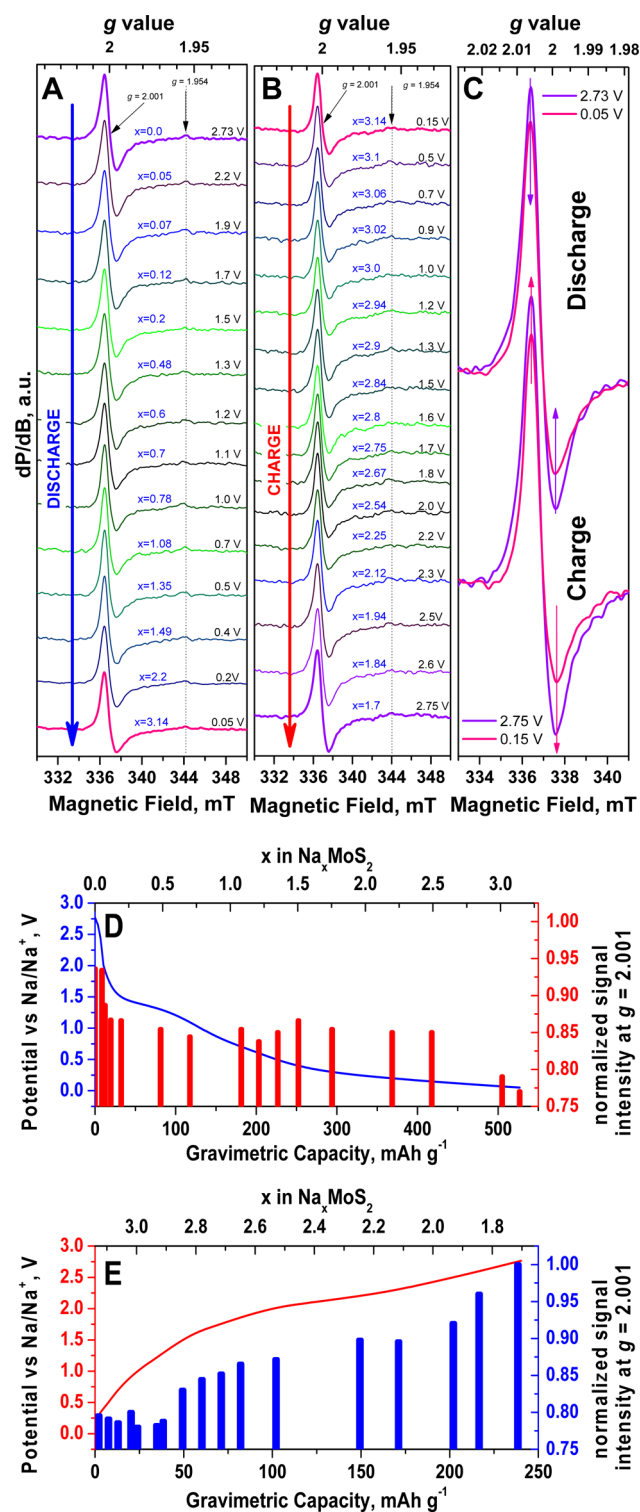 g value
2
1.95
A
g = 2.001
g = 1.954
x=0.0
2.73 V
x=0.05
2.2 V
x=0.07
1.9 V
x=0.12
1.7 V
x=0.2
1.5 V
x=0.48
1.3 V
x=0.6
1.2 V
x=0.7
1.1 V
x=0.78
1.0 V
x=1.08
0.7 V
x=1.35
0.5 V
x=1.49
0.4 V
x=2.2
0.2V
x=3.14
0.05 V
DISCHARGE
dP/dB, a.u.
332 336 340 344 348
Magnetic Field, mT
g value
2
1.95
B
g = 2.001
g = 1.954
x=3.14
0.15 V
x=3.1
0.5 V
x=3.06
0.7 V
x=3.02
0.9 V
x=3.0
1.0 V
x=2.94
1.2 V
x=2.9
1.3 V
x=2.84
1.5 V
x=2.8
1.6 V
x=2.75
1.7 V
x=2.67
1.8 V
x=2.54
2.0 V
x=2.25
2.2 V
x=2.12
2.3 V
x=1.94
2.5V
x=1.84
2.6 V
x=1.7
2.75 V
CHARGE
332 336 340 344 348
Magnetic Field, mT
g value
2.02 2.01 2 1.99 1.98
C
2.73 V
0.05 V
Discharge
Charge
2.75 V
0.15 V
334 336 338 340
Magnetic Field, mT
x in NaxMoS2
0.0 0.5 1.0 1.5 2.0 2.5 3.0
D
3.0
2.5
2.0
1.5
1.0
0.5
0.0
Potential vs Na/Na+, V
1.00
0.95
0.90
0.85
0.80
0.75
normalized signal
intensity at g = 2.001
0 100 200 300 400 500
Gravimetric Capacity, mAh g-1
x in NaxMoS2
3.0 2.9 2.8 2.7 2.6 2.5 2.4 2.3 2.2 2.1 2.0 1.9 1.8
E
3.0
2.5
2.0
1.5
1.0
0.5
0.0
Potential vs Na/Na+, V
1.00
0.95
0.90
0.85
0.80
0.75
normalized signal
intensity at g = 2.001
0 50 100 150 200 250
Gravimetric Capacity, mAh g-1